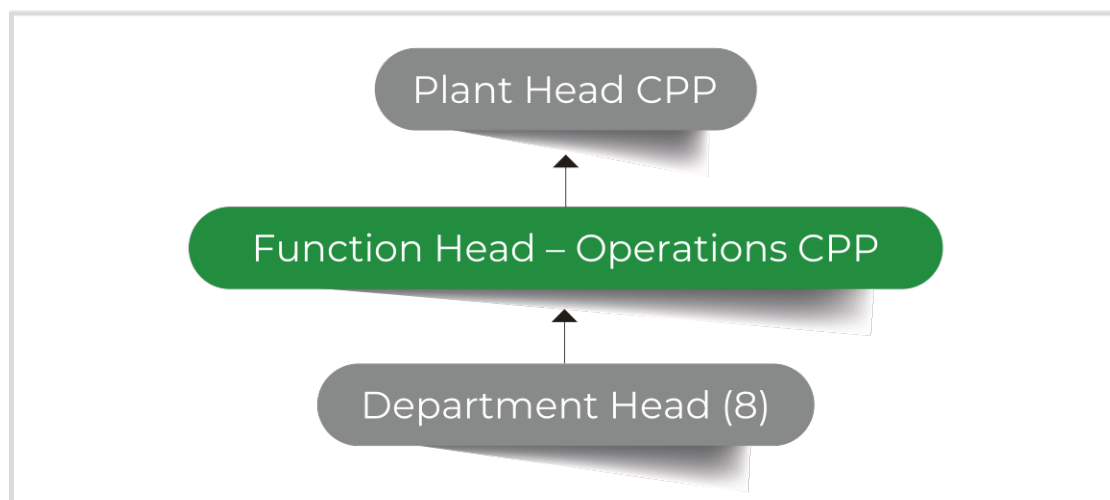 Plant Head CPP
Function Head – Operations CPP
Department Head (8)